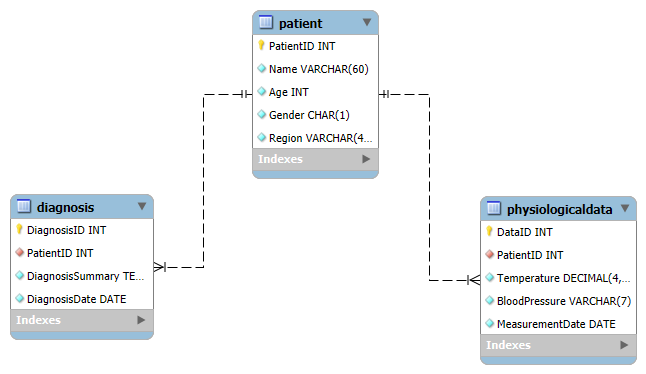 patient
PatientID INT
Name VARCHAR(60)
Age INT
Gender CHAR(1)
Region VARCHAR(4...
Indexes
diagnosis
DiagnosisID INT
PatientID INT
DiagnosisSummary TE...
DiagnosisDate DATE
Indexes
physiologicaldata
DataID INT
PatientID INT
Temperature DECIMAL(4,...
BloodPressure VARCHAR(7)
MeasurementDate DATE
Indexes